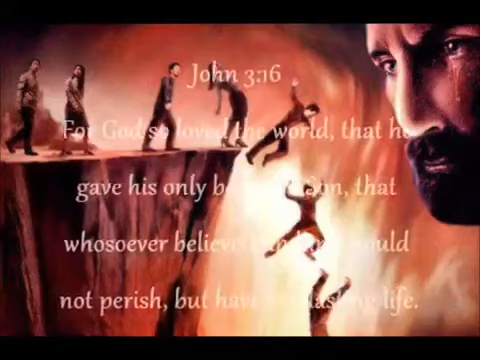 John 3:16
For God so loved the world, that he
gave his only Son, that
whosoever believe
not perish, but have life.